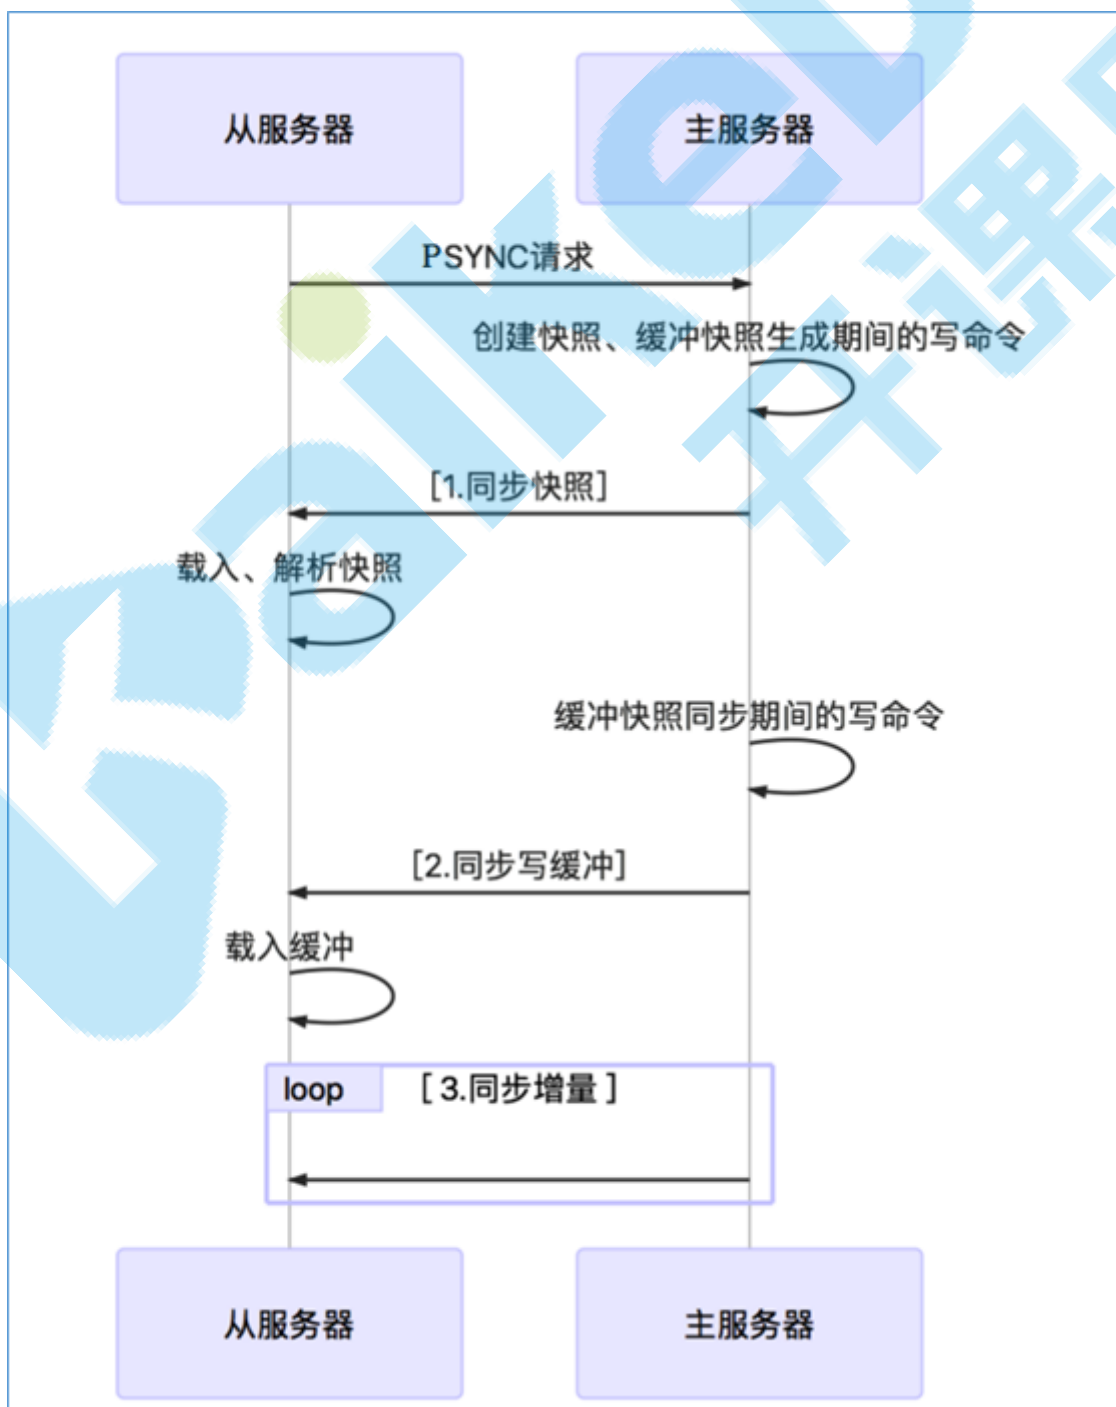 从服务器
主服务器
PSYNC请求
创建快照、缓冲快照生成期间的写命令
[1.同步快照]
载入、解析快照
缓冲快照同步期间的写命令
[2.同步写缓冲]
载入缓冲
loop
[ 3.同步增量 ]
从服务器
主服务器